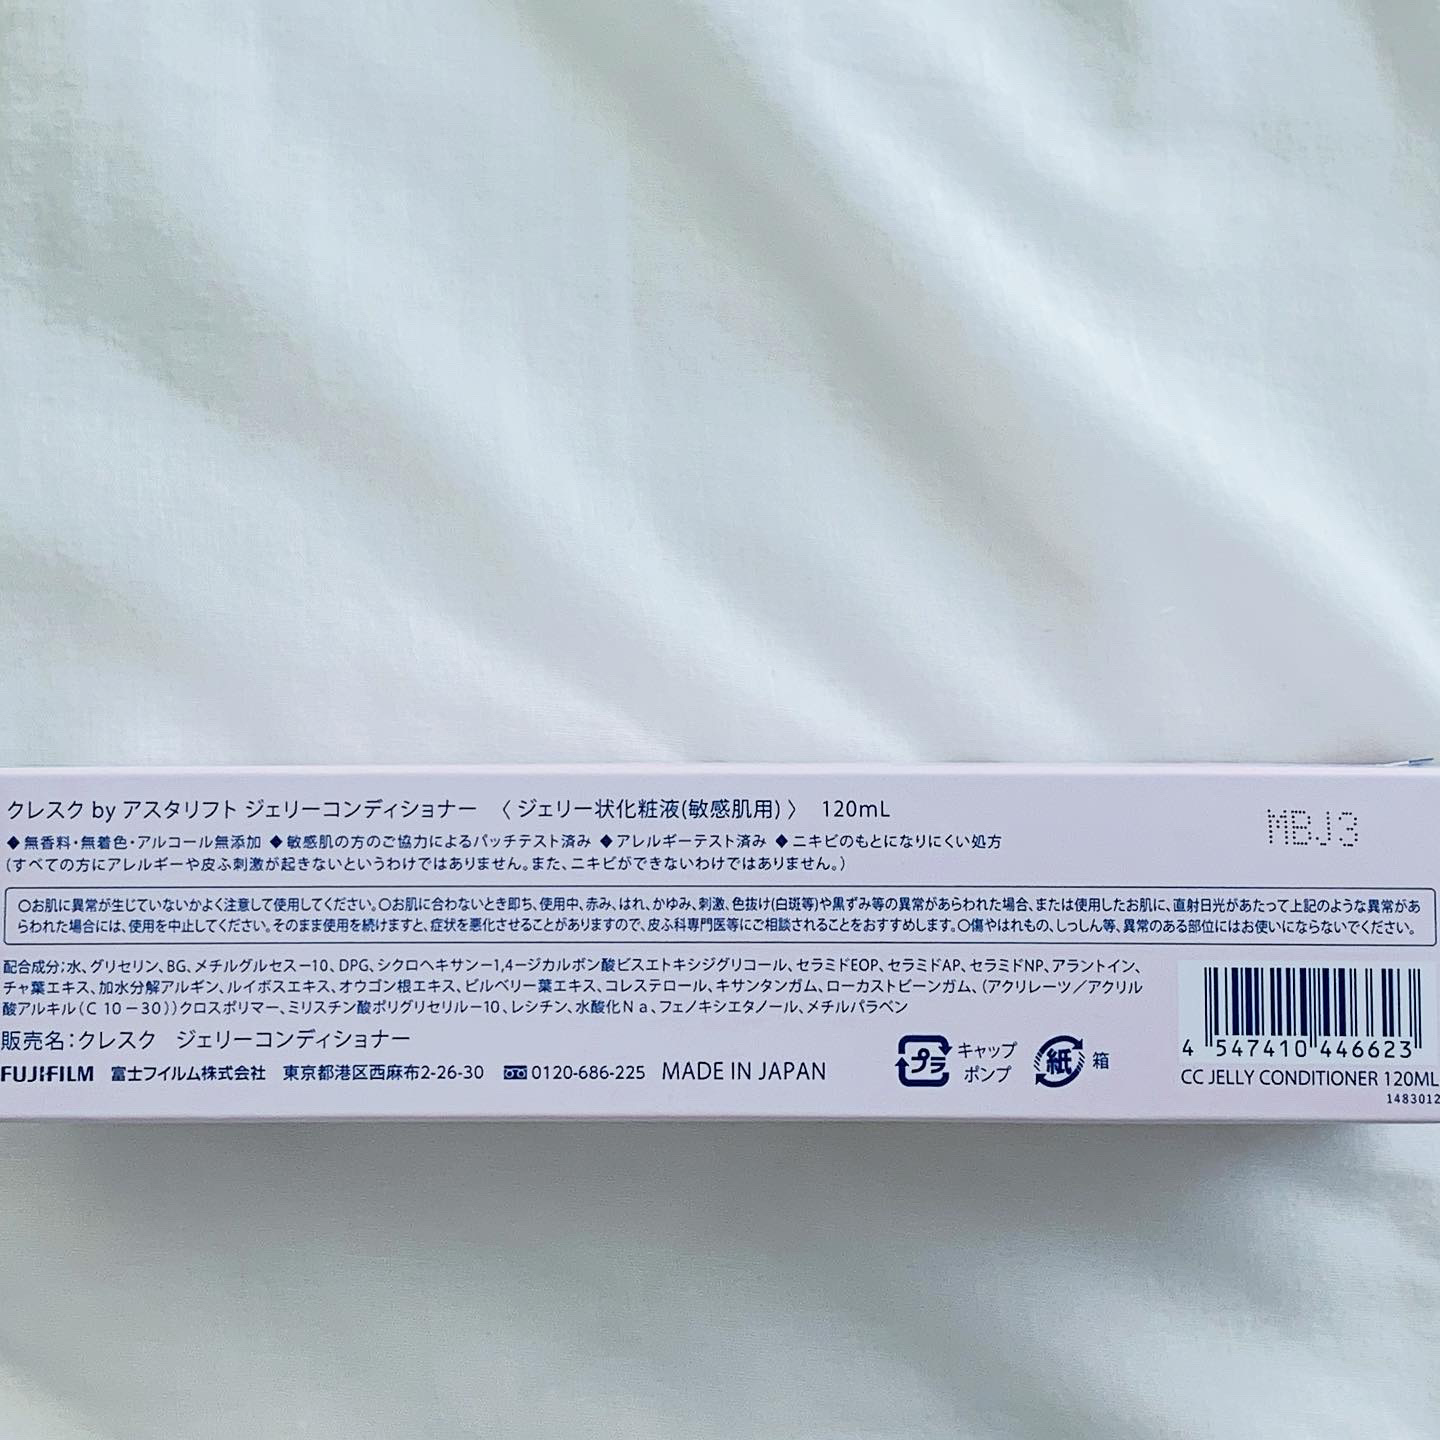 クレスク by アスタリフト ジェリーコンディショナー 〈ジェリー状化粧液(敏感肌用)〉 120mL
MBJ3
◆無香料・無着色・アルコール無添加 ◆敏感肌の方のご協力によるパッチテスト済み ◆アレルギーテスト済み ◆ニキビのもとになりにくい処方
(すべての方にアレルギーや皮ふ刺激が起きないというわけではありません。また、ニキビができないわけではありません。)
○お肌に異常が生じていないかよく注意して使用してください。○お肌に合わないとき即ち、使用中、赤み、はれ、かゆみ、刺激、色抜け(白斑等)や黒ずみ等の異常があらわれた場合、または使用したお肌に、直射日光があたって上記のような異常があ
らわれた場合には、使用を中止してください。そのまま使用を続けますと、症状を悪化させることがありますので、皮ふ科専門医等にご相談されることをおすすめします。○傷やはれもの、しっしん等、異常のある部位にはお使いにならないでください。
配合成分;水、グリセリン、BG、メチルグルセス−10、DPG、シクロヘキサン−1,4−ジカルボン酸ビスエトキシジグリコール、セラミドEOP、セラミドAP、セラミドNP、アラントイン、
チャ葉エキス、加水分解アルギン、ルイボスエキス、オウゴン根エキス、ビルベリー葉エキス、コレステロール、キサンタンガム、ローカストビーンガム、(アクリレーツ／アクリル
酸アルキル(C10−30))クロスポリマー、ミリスチン酸ポリグリセリル−10、レシチン、水酸化Na、フェノキシエタノール、メチルパラベン
販売名：クレスク ジェリーコンディショナー
FUJIFILM 富士フイルム株式会社 東京都港区西麻布2-26-30 0120-686-225 MADE IN JAPAN
プラ
キャップ
ポンプ
紙
箱
4 547410 446623
CC JELLY CONDITIONER 120ML
1483012